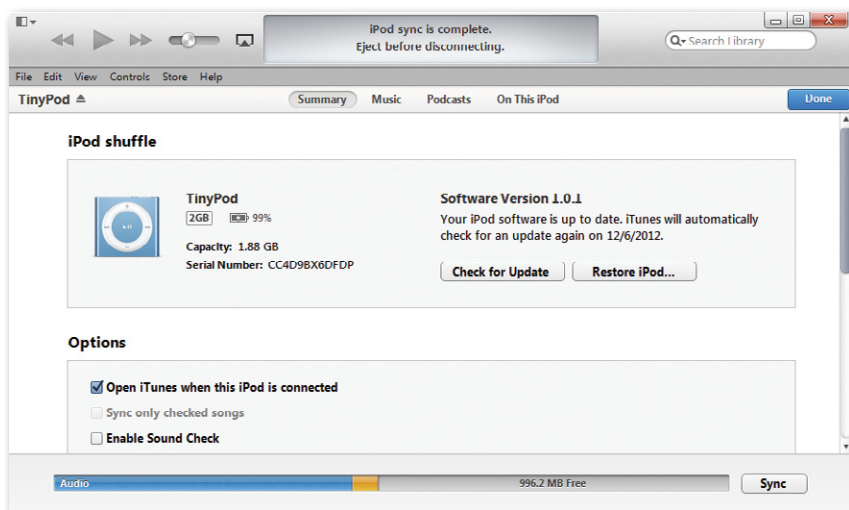 iPod sync is complete.
Eject before disconnecting.
Search Library
File Edit View Controls Store Help
TinyPod
Summary Music Podcasts On This iPod
Done
iPod shuffle
TinyPod
2GB 99%
Capacity: 1.88 GB
Serial Number: CC4D9BX6DFDP
Software Version 1.0.1
Your iPod software is up to date. iTunes will automatically
check for an update again on 12/6/2012.
Check for Update
Restore iPod...
Options
Open iTunes when this iPod is connected
Sync only checked songs
Enable Sound Check
Audio
996.2 MB Free
Sync